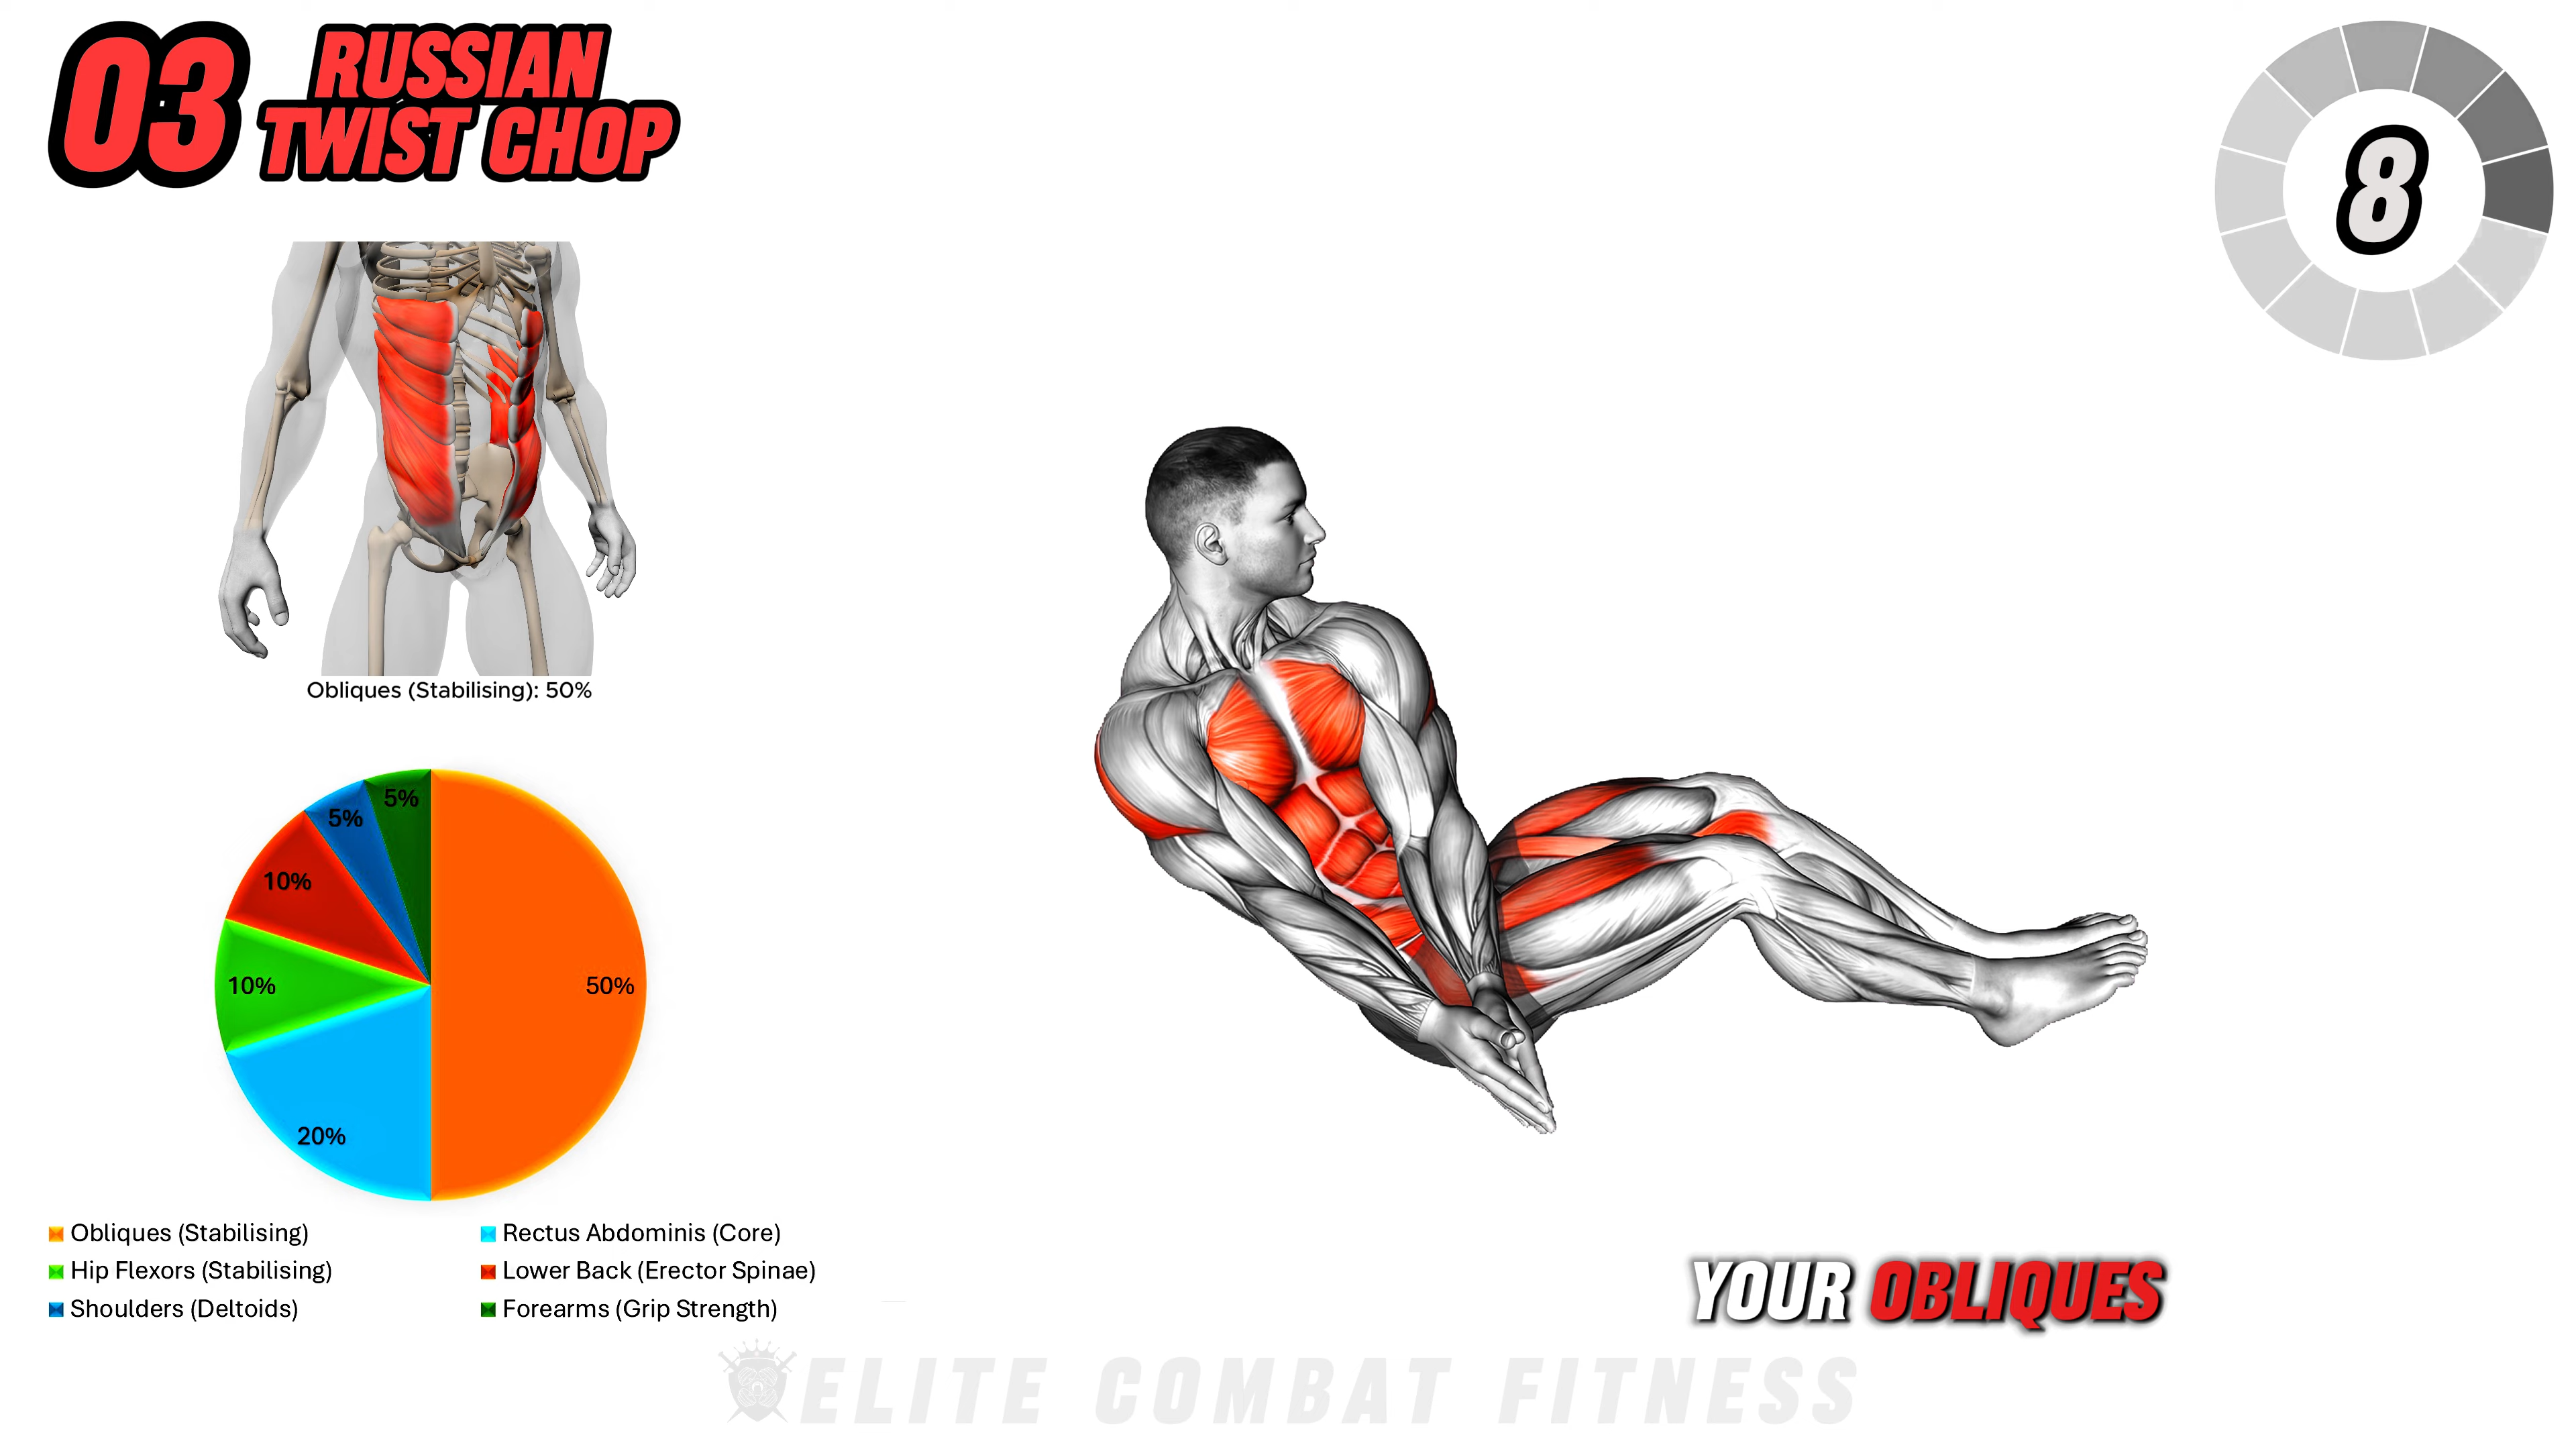 03
RUSSIAN
TWIST CHOP
8
Obliques (Stabilising): 50%
5%
5%
10%
10%
50%
20%
Obliques (Stabilising)
Rectus Abdominis (Core)
Hip Flexors (Stabilising)
Lower Back (Erector Spinae)
Shoulders (Deltoids)
Forearms (Grip Strength)
YOUR OBLIQUES
ELITE COMBAT FITNESS